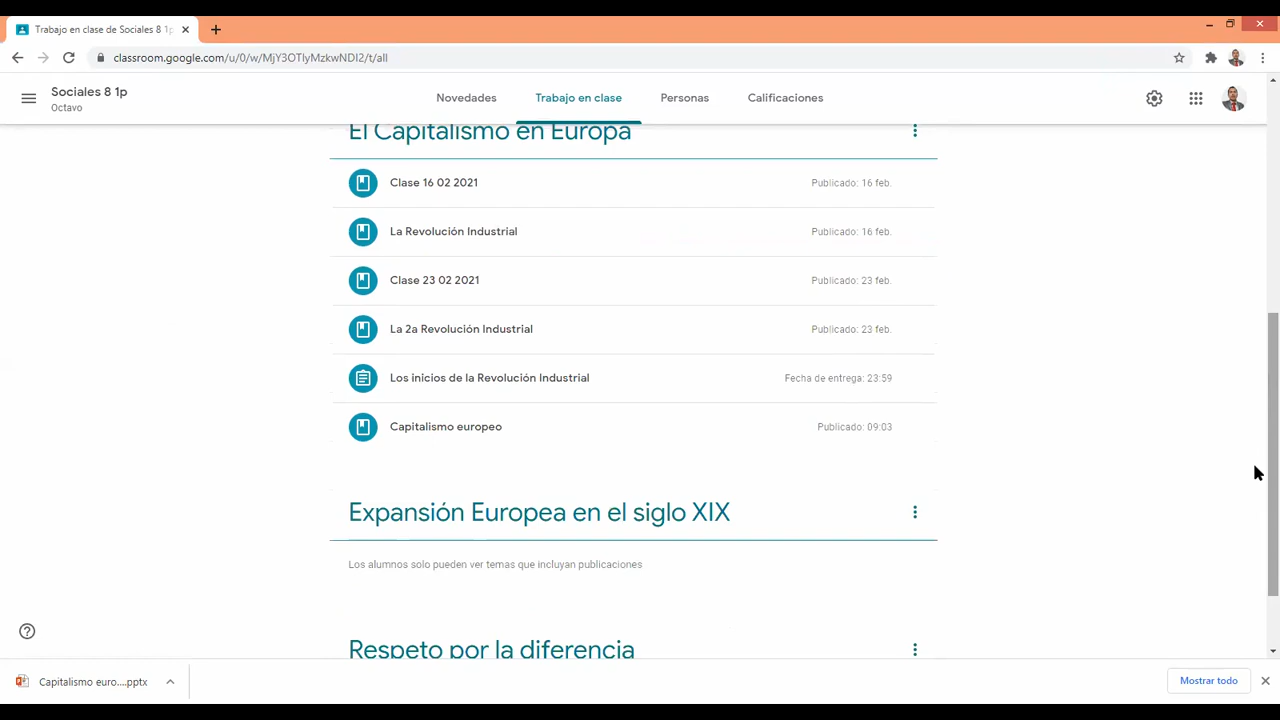 Trabajo en clase de Sociales 8 1p
classroom.google.com/u/0/w/MjY3OTIyMzkwNDI2/t/all
Sociales 8 1p
Octavo
Novedades
Trabajo en clase
Personas
Calificaciones
El Capitalismo en Europa
Clase 16 02 2021
Publicado: 16 feb.
La Revolución Industrial
Publicado: 16 feb.
Clase 23 02 2021
Publicado: 23 feb.
La 2a Revolución Industrial
Publicado: 23 feb.
Los inicios de la Revolución Industrial
Fecha de entrega: 23:59
Capitalismo europeo
Publicado: 09:03
Expansión Europea en el siglo XIX
Los alumnos solo pueden ver temas que incluyan publicaciones
Respeto por la diferencia
Capitalismo euro....pptx
Mostrar todo